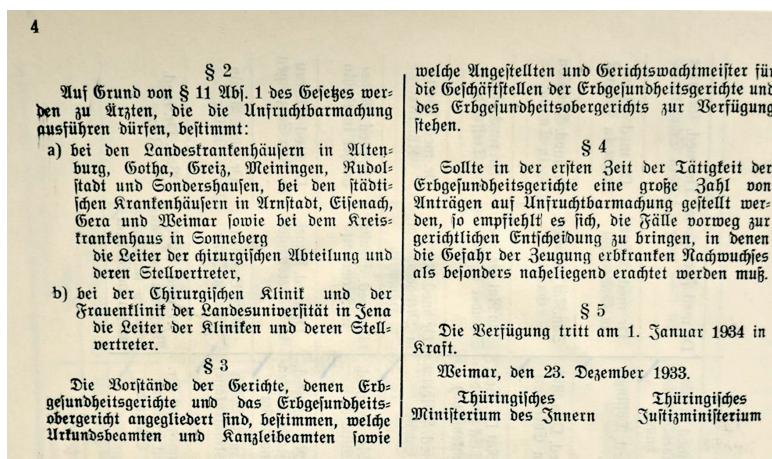 4
§ 2
Auf Grund von § 11 Abs. 1 des Gesetzes wer-
den zu Ärzten, die die Unfruchtbarmachung
ausführen dürfen, bestimmt:
a) bei den Landeskrankenhäusern in Alten-
burg, Gotha, Greiz, Meiningen, Rudol-
stadt und Sondershausen, bei den städti-
schen Krankenhäusern in Arnstadt, Eisenach,
Gera und Weimar sowie bei dem Kreis-
krankenhaus in Sonneberg
die Leiter der chirurgischen Abteilung und
deren Stellvertreter,
b) bei der Chirurgischen Klinik und der
Frauenklinik der Landesuniversität in Jena
die Leiter der Kliniken und deren Stell-
vertreter.
§ 3
Die Vorstände der Gerichte, denen Erb-
gesundheitsgerichte und das Erbgesundheits-
obergericht angegliedert sind, bestimmen, welche
Urkundsbeamten und Kanzleibeamten sowie
welche Angestellten und Gerichtswachtmeister für
die Geschäftstellen der Erbgesundheitsgerichte und
des Erbgesundheitsobergerichts zur Verfügung
stehen.
§ 4
Sollte in der ersten Zeit der Tätigkeit der
Erbgesundheitsgerichte eine große Zahl von
Anträgen auf Unfruchtbarmachung gestellt wer-
den, so empfiehlt es sich, die Fälle vorweg zur
gerichtlichen Entscheidung zu bringen, in denen
die Gefahr der Zeugung erbkranken Nachwuchses
als besonders naheliegend erachtet werden muß.
§ 5
Die Verfügung tritt am 1. Januar 1934 in
Kraft.
Weimar, den 23. Dezember 1933.
Thüringisches Thüringisches
Ministerium des Innern Justizministerium